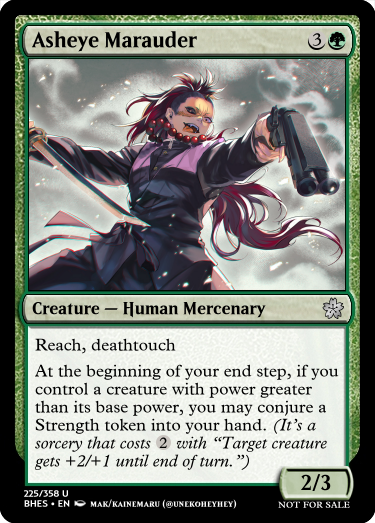 Asheye Marauder 3
Creature — Human Mercenary
Reach, deathtouch
At the beginning of your end step, if you
control a creature with power greater
than its base power, you may conjure a
Strength token into your hand. (It's a
sorcery that costs 2 with “Target creature
gets +2/+1 until end of turn.”)
2/3
225/358 U
BHES • EN MAK/KAINEMARU (@UNEKOHEYHEY)
NOT FOR SALE